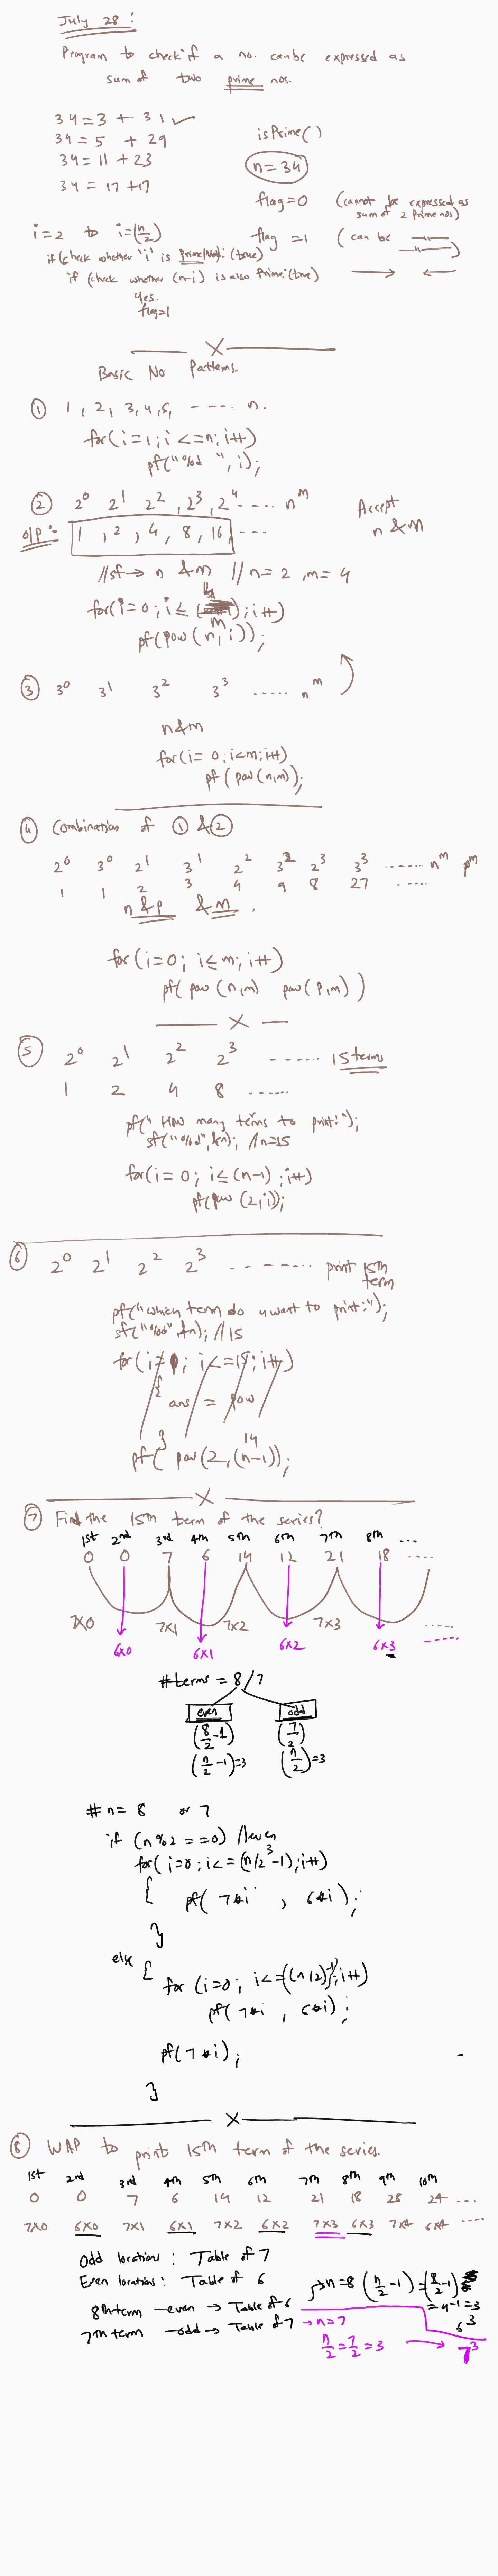 July 28 :
Program to check if a no. can be expressed as
sum of two prime nos.
34 = 3 + 31 ✓
34 = 5 + 29
34 = 11 + 23
34 = 17 + 17
isPrime( )
n = 34
flag = 0 (cannot be expressed as
sum of 2 Prime nos)
flag = 1 ( can be —"—
—"— )
i = 2 to i = (n/2)
if (check whether 'i' is Prime/Not): (true)
if (check whether (n-i) is also Prime: (true)
Yes.
flag=1
X
Basic No Patterns.
① 1, 2, 3, 4, 5, - - - - n.
for(i = 1; i <= n; i++)
pf("%d ", i);
② 2^0 2^1 2^2, 2^3, 2^4 - - - - n^m
Accept
n & m
o/p :- 1, 2, 4, 8, 16, - - -
//sf → n & m // n = 2, m = 4
for(i = 0; i ≤ m; i++)
pf(pow(n, i));
③ 3^0 3^1 3^2 3^3 ...... n^m
n & m
for(i = 0, i<m; i++)
pf ( pow (n,m));
④ Combination of ① & ②
2^0 3^0 2^1 3^1 2^2 3^2 2^3 3^3 ...... n^m p^m
1 1 2 3 4 9 8 27 .....
n & p & m .
for (i = 0; i ≤ m; i++)
pf( pow (n,m) pow (p,m) )
X
⑤ 2^0 2^1 2^2 2^3 - - - - - 15 terms
1 2 4 8 ......
pf(" How many terms to print:");
sf("%d", &n); //n=15
for(i = 0; i ≤ (n-1); i++)
pf(pow (2,i));
⑥ 2^0 2^1 2^2 2^3 - - - - - - - print 15th
term
pf("which term do u want to print:");
sf("%d", &n); //15
for(i= ; i <=15; i++)
{
ans = pow
}
14
pf( pow(2, (n-1));
X
⑦ Find the 15th term of the series?
1st 2nd 3rd 4th 5th 6th 7th 8th ...
0 0 7 6 14 12 21 18 ....
7x0 7x1 7x2 7x3 .....
6x0 6x1 6x2 6x3 -----
# terms = 8/7
even odd
(8/2 -1) (7/2)
(n/2 -1)=3 (n/2)=3
# n = 8 or 7
if (n%2 == 0) //even
3
for( i=0; i<= (n/2 -1); i++)
{ pf( 7*i , 6*i);
}
else {
for (i=0; i<=((n/2)-1); i++)
pf( 7*i , 6*i);
pf(7*i);
}
X
⑧ WAP to print 15th term of the series.
1st 2nd 3rd 4th 5th 6th 7th 8th 9th 10th
0 0 7 6 14 12 21 18 28 24 ....
7x0 6x0 7x1 6x1 7x2 6x2 7x3 6x3 7x4 6x4 .....
Odd location : Table of 7
Even locations : Table of 6
8th term —even → Table of 6
→ n=8 (n/2 -1) = (8/2 -1)
= 4-1 = 3
6^3
7th term —odd → Table of 7 → n=7
n/2 = 7/2 = 3 → 7^3